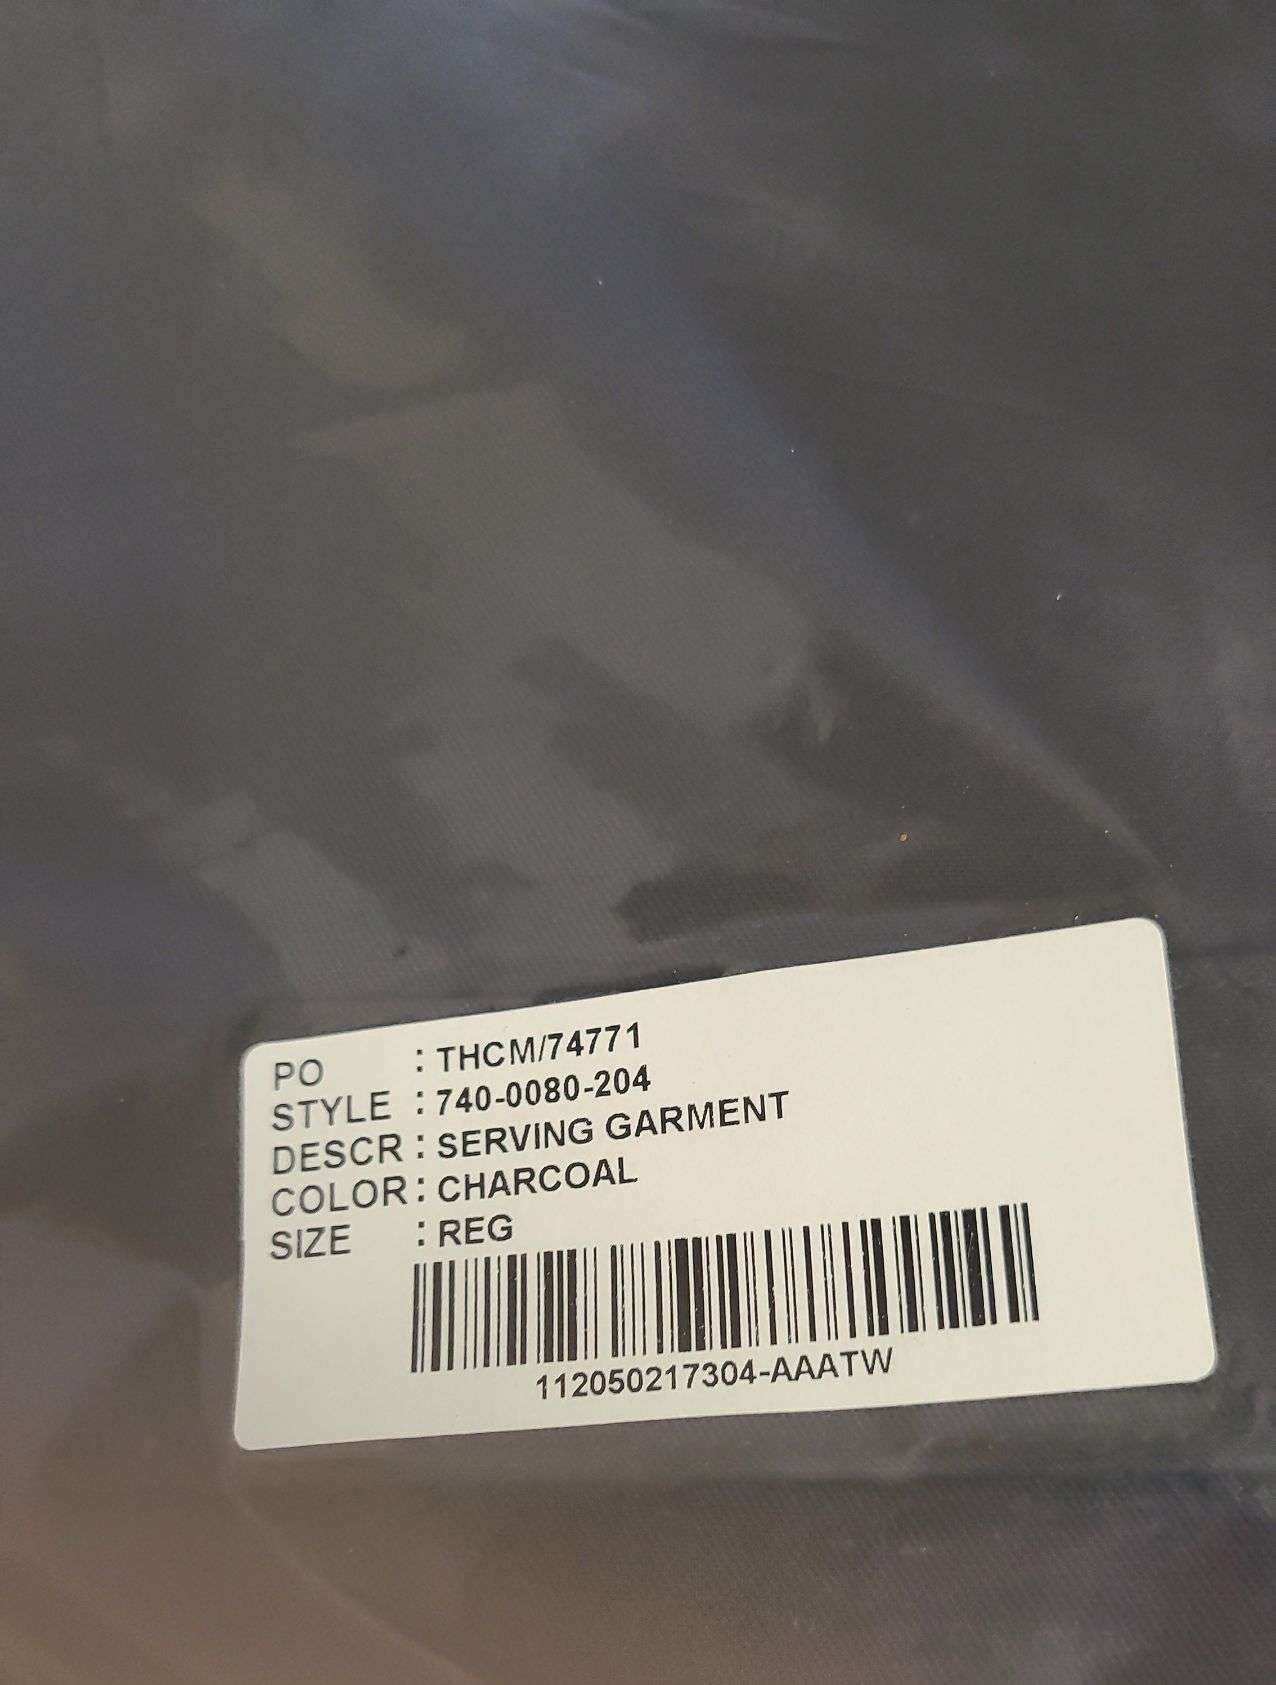 PO : THCM/74771
STYLE : 740-0080-204
DESCR : SERVING GARMENT
COLOR : CHARCOAL
SIZE : REG
112050217304-AAATW